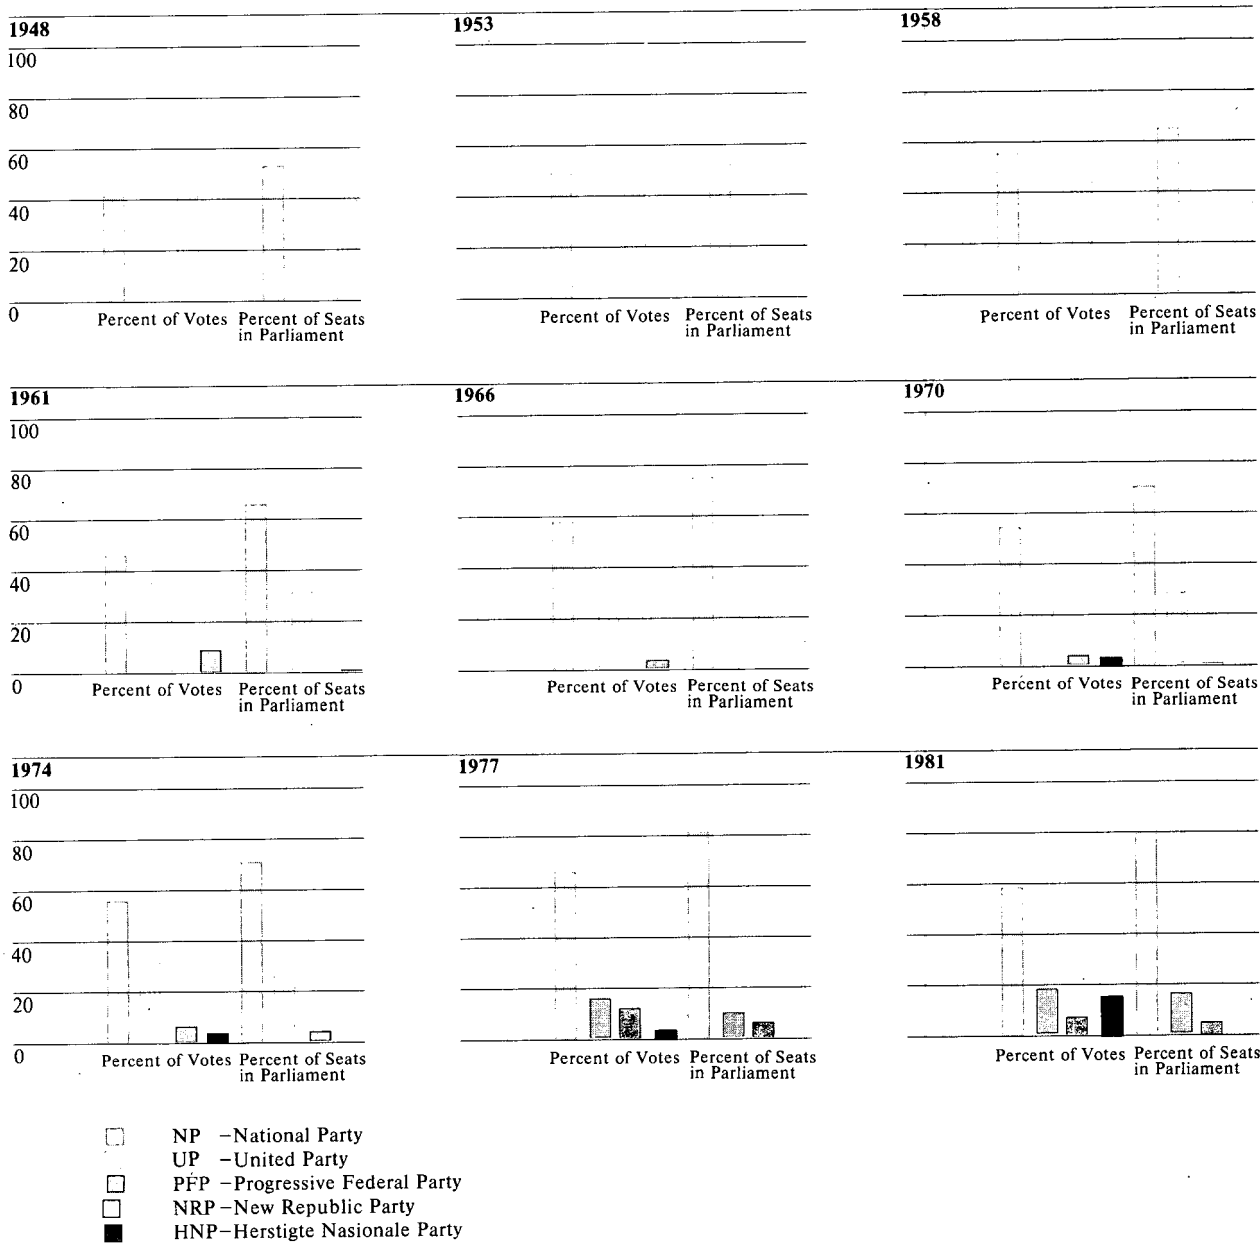 1948
100
80
60
40
20
0
Percent of Votes
Percent of Seats
in Parliament
1953
Percent of Votes
Percent of Seats
in Parliament
1958
Percent of Votes
Percent of Seats
in Parliament
1961
100
80
60
40
20
0
Percent of Votes
Percent of Seats
in Parliament
1966
Percent of Votes
Percent of Seats
in Parliament
1970
Percent of Votes
Percent of Seats
in Parliament
1974
100
80
60
40
20
0
Percent of Votes
Percent of Seats
in Parliament
1977
Percent of Votes
Percent of Seats
in Parliament
1981
Percent of Votes
Percent of Seats
in Parliament
NP –National Party
UP –United Party
PFP –Progressive Federal Party
NRP–New Republic Party
HNP–Herstigte Nasionale Party